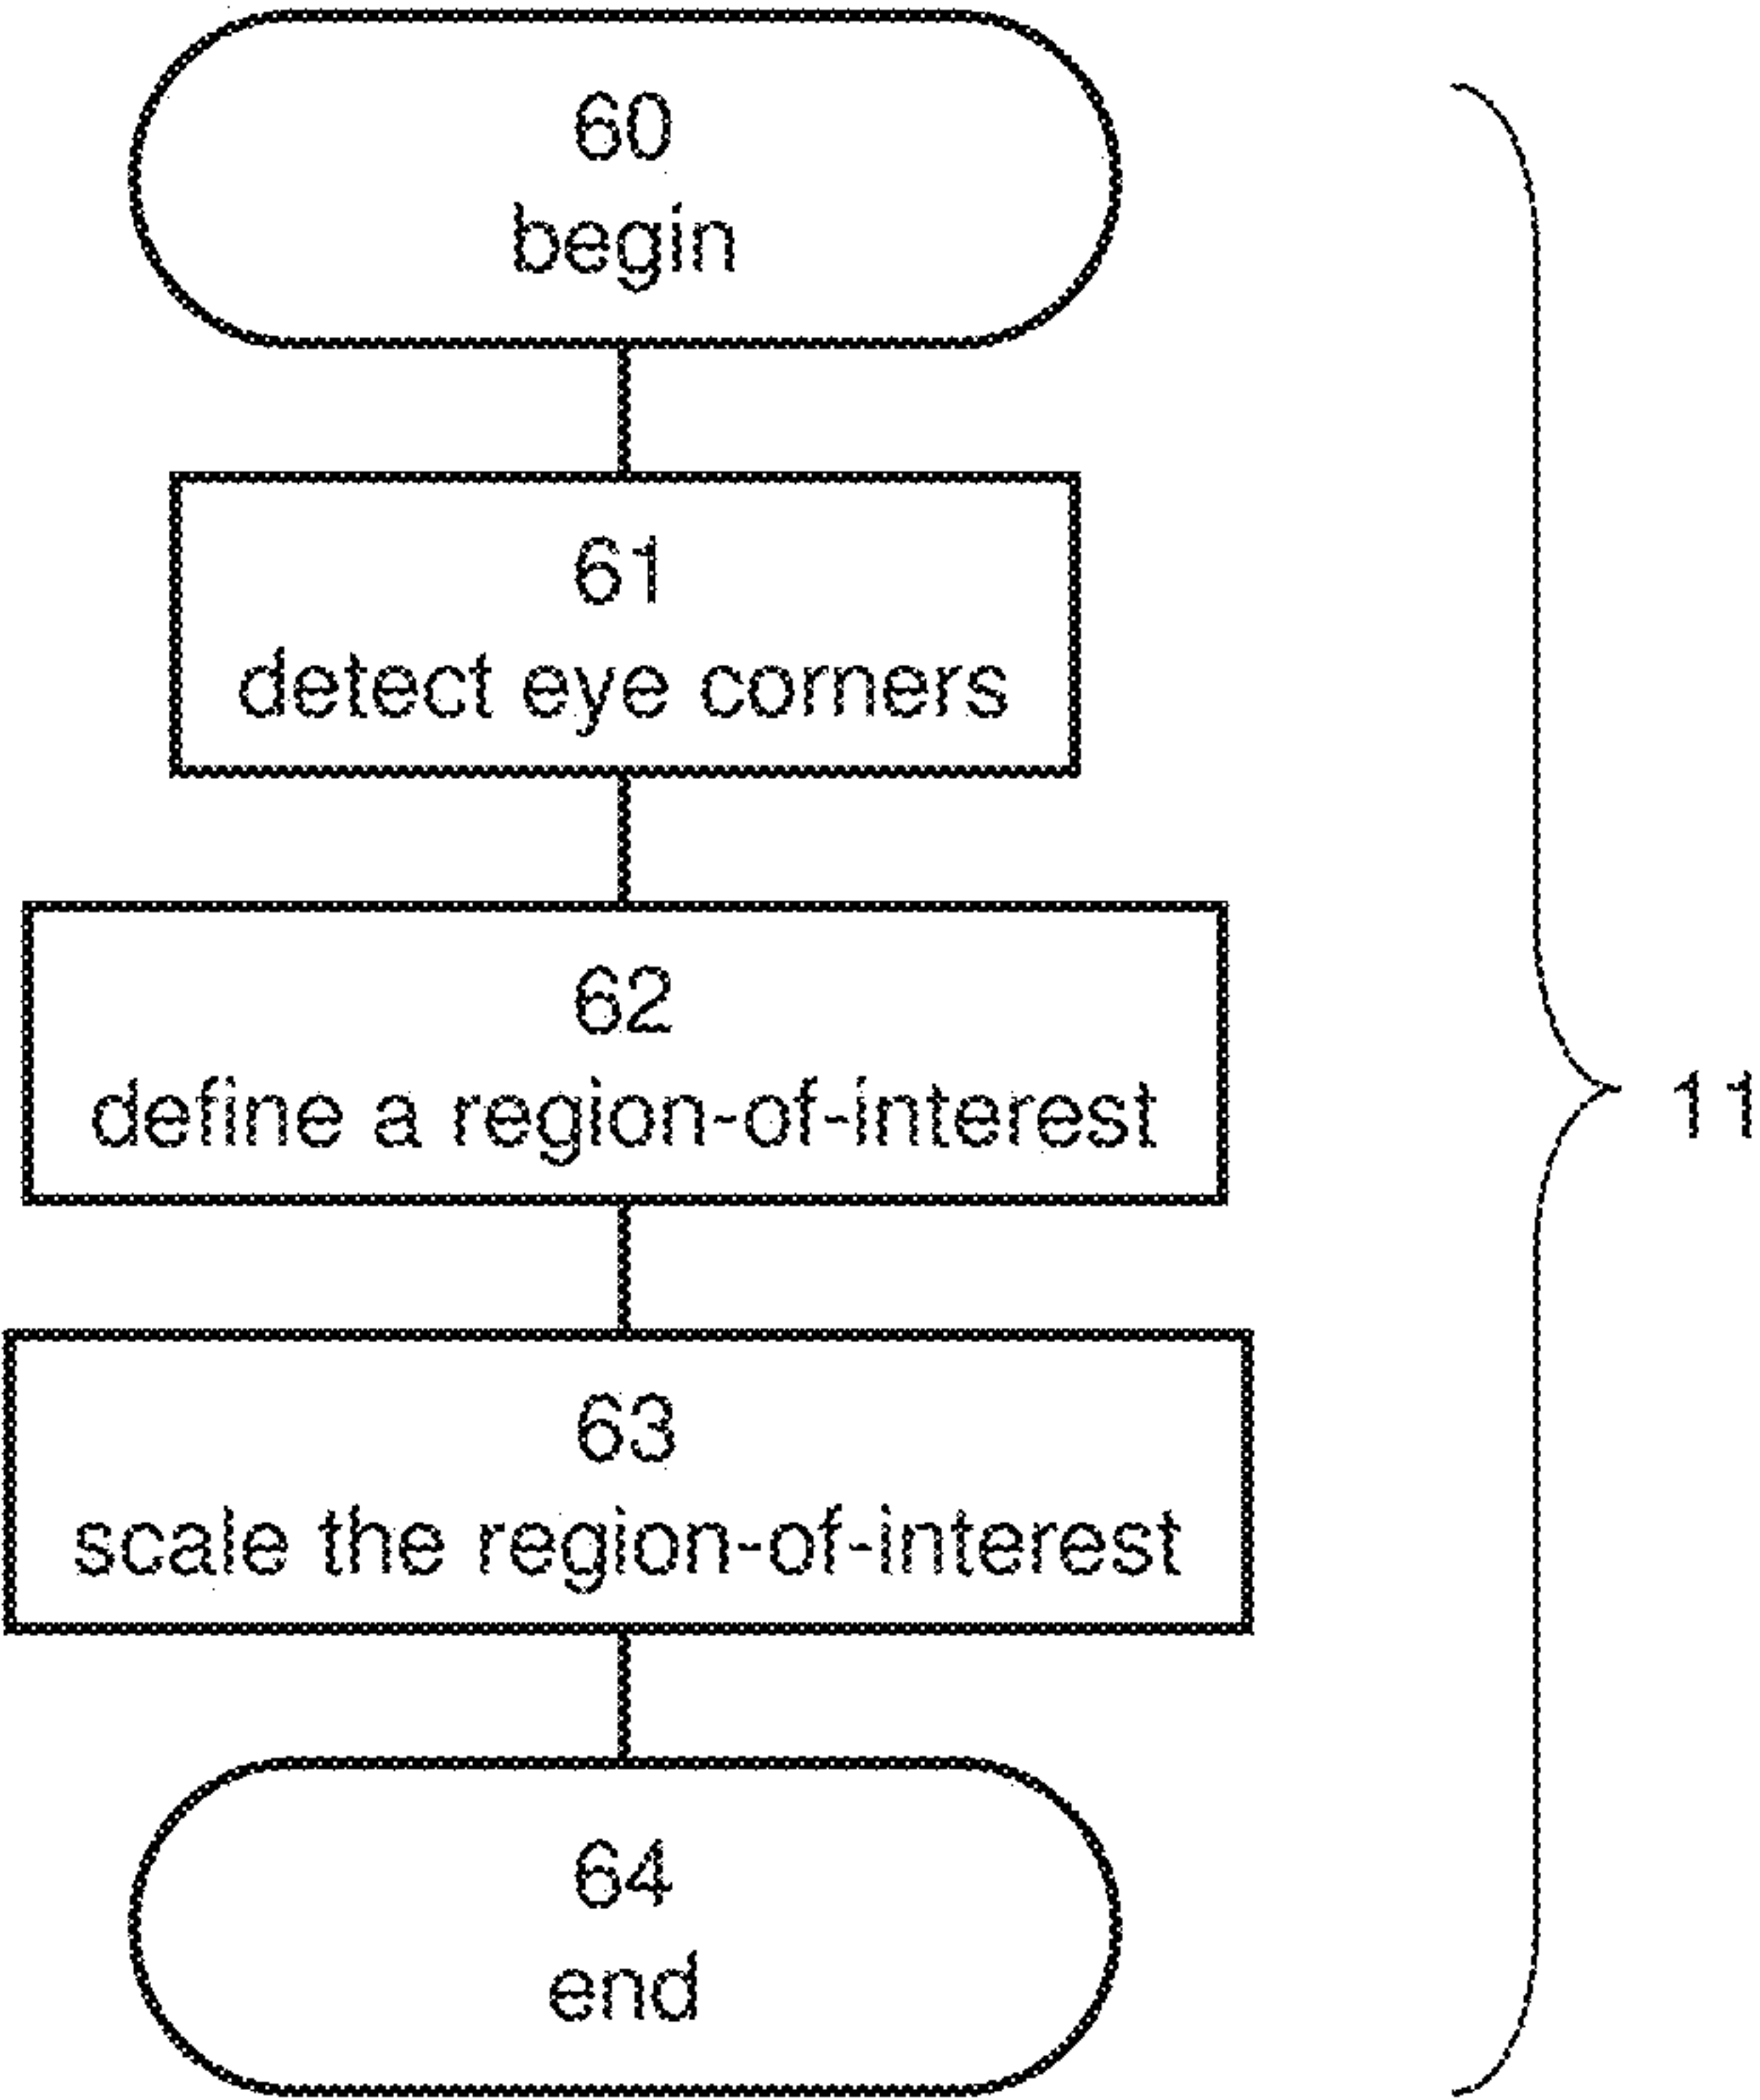 60
begin
61
detect eye corners
62
define a region-of-interest
11
63
scale the region-of-interest
64
end